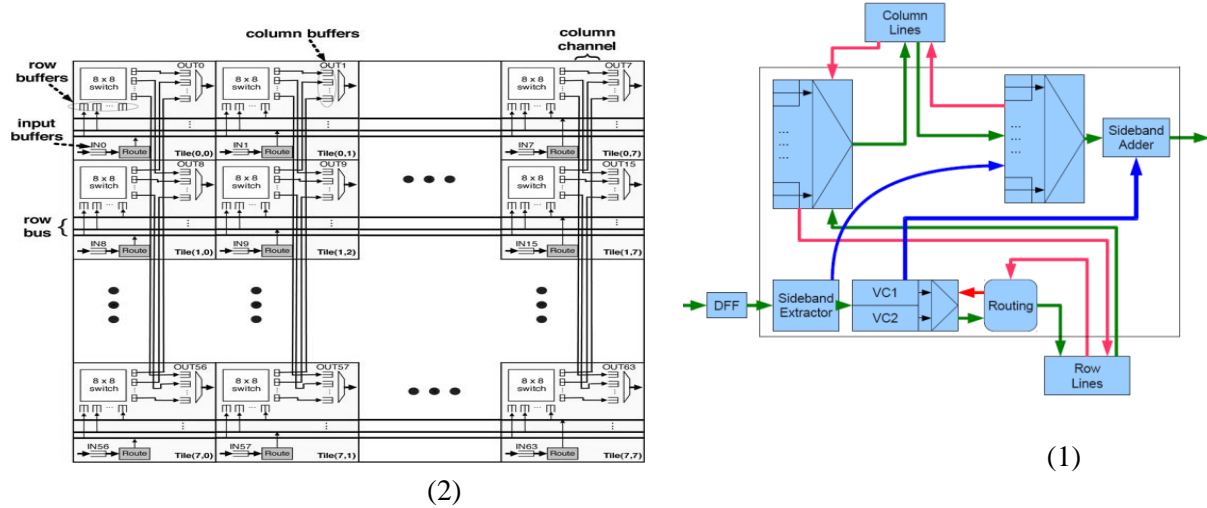 column buffers
column
channel
row
buffers
8 x 8
switch
OUT0
8 x 8
switch
OUT1
8 x 8
switch
OUT7
input
buffers
IN0
Route
Tile(0,0)
IN1
Route
Tile(0,1)
IN7
Route
Tile(0,7)
8 x 8
switch
OUT8
8 x 8
switch
OUT9
8 x 8
switch
OUT15
row
bus
IN8
Route
Tile(1,0)
IN9
Route
Tile(1,2)
IN15
Route
Tile(1,7)
8 x 8
switch
OUT56
8 x 8
switch
OUT57
8 x 8
switch
OUT63
IN56
Route
Tile(7,0)
IN57
Route
Tile(7,1)
IN63
Route
Tile(7,7)
(2)
Column
Lines
Sideband
Adder
DFF
Sideband
Extractor
VC1
VC2
Routing
Row
Lines
(1)